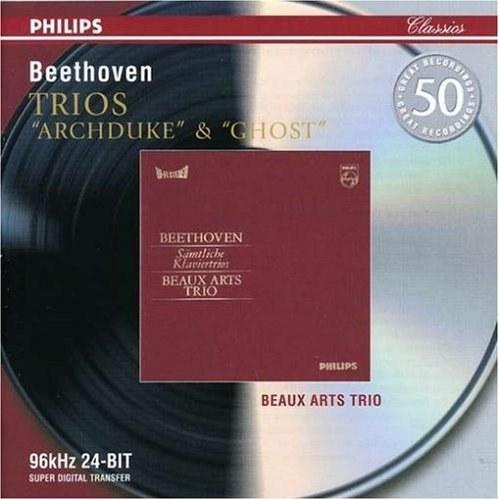 PHILIPS
Classics
Beethoven
TRIOS
"ARCHDUKE" & "GHOST"
GREAT RECORDINGS
50
GREAT RECORDINGS
BEETHOVEN
Sämtliche
Klaviertrios
BEAUX ARTS
TRIO
PHILIPS
BEAUX ARTS TRIO
96kHz 24-BIT
SUPER DIGITAL TRANSFER